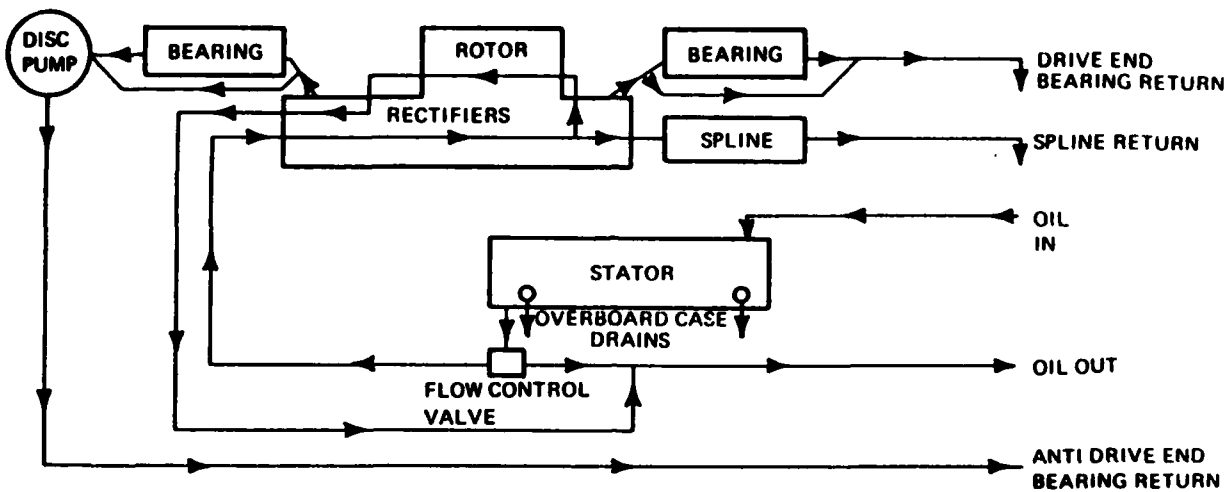 DISC
PUMP
BEARING
ROTOR
BEARING
DRIVE END
BEARING RETURN
RECTIFIERS
SPLINE
SPLINE RETURN
OIL
IN
STATOR
OVERBOARD CASE
DRAINS
OIL OUT
FLOW CONTROL
VALVE
ANTI DRIVE END
BEARING RETURN